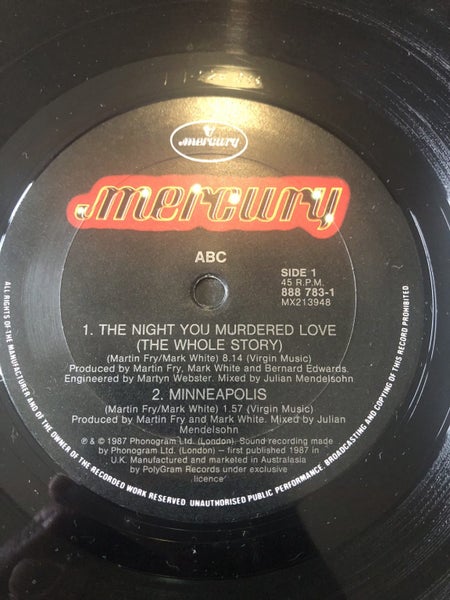 mercury
mercury
ABC
SIDE 1
45 R.P.M.
888 783-1
MX213948
1. THE NIGHT YOU MURDERED LOVE
(THE WHOLE STORY)
(Martin Fry/Mark White) 8.14 (Virgin Music)
Produced by Martin Fry, Mark White and Bernard Edwards.
Engineered by Martyn Webster. Mixed by Julian Mendelsohn
2. MINNEAPOLIS
(Martin Fry/Mark White) 1.57 (Virgin Music)
Produced by Martin Fry and Mark White. Mixed by Julian
Mendelsohn
℗ & © 1987 Phonogram Ltd. (London). Sound recording made
by Phonogram Ltd. (London) – first published 1987 in
U.K. Manufactured and marketed in Australasia
by PolyGram Records under exclusive
licence
ALL RIGHTS OF THE MANUFACTURER AND OF THE OWNER OF THE RECORDED WORK RESERVED. UNAUTHORISED PUBLIC PERFORMANCE BROADCASTING AND COPYING OF THIS RECORD PROHIBITED